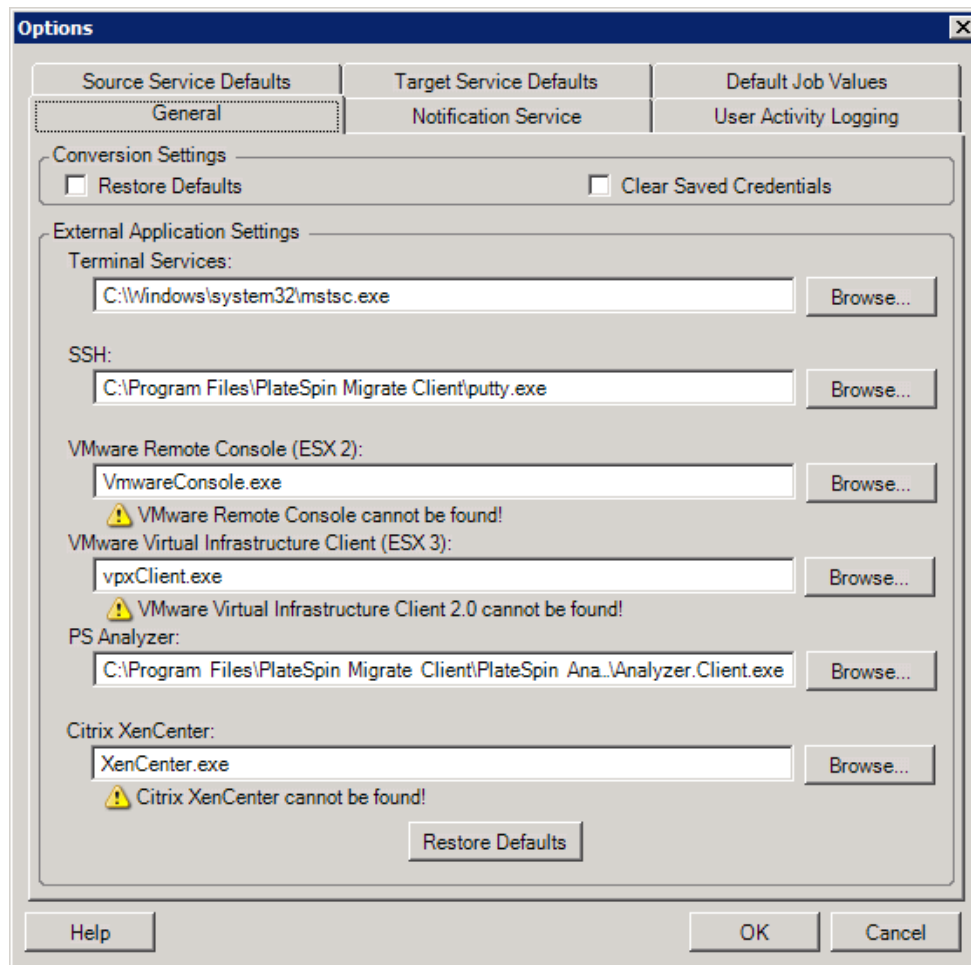 Options
Source Service Defaults Target Service Defaults Default Job Values
General Notification Service User Activity Logging
Conversion Settings
Restore Defaults Clear Saved Credentials
External Application Settings
Terminal Services:
C:\Windows\system32\mstsc.exe Browse...
SSH:
C:\Program Files\PlateSpin Migrate Client\putty.exe Browse...
VMware Remote Console (ESX 2):
VmwareConsole.exe Browse...
VMware Remote Console cannot be found!
VMware Virtual Infrastructure Client (ESX 3):
vpxClient.exe Browse...
VMware Virtual Infrastructure Client 2.0 cannot be found!
PS Analyzer:
C:\Program Files\PlateSpin Migrate Client\PlateSpin Ana..\Analyzer.Client.exe Browse...
Citrix XenCenter:
XenCenter.exe Browse...
Citrix XenCenter cannot be found!
Restore Defaults
Help OK Cancel